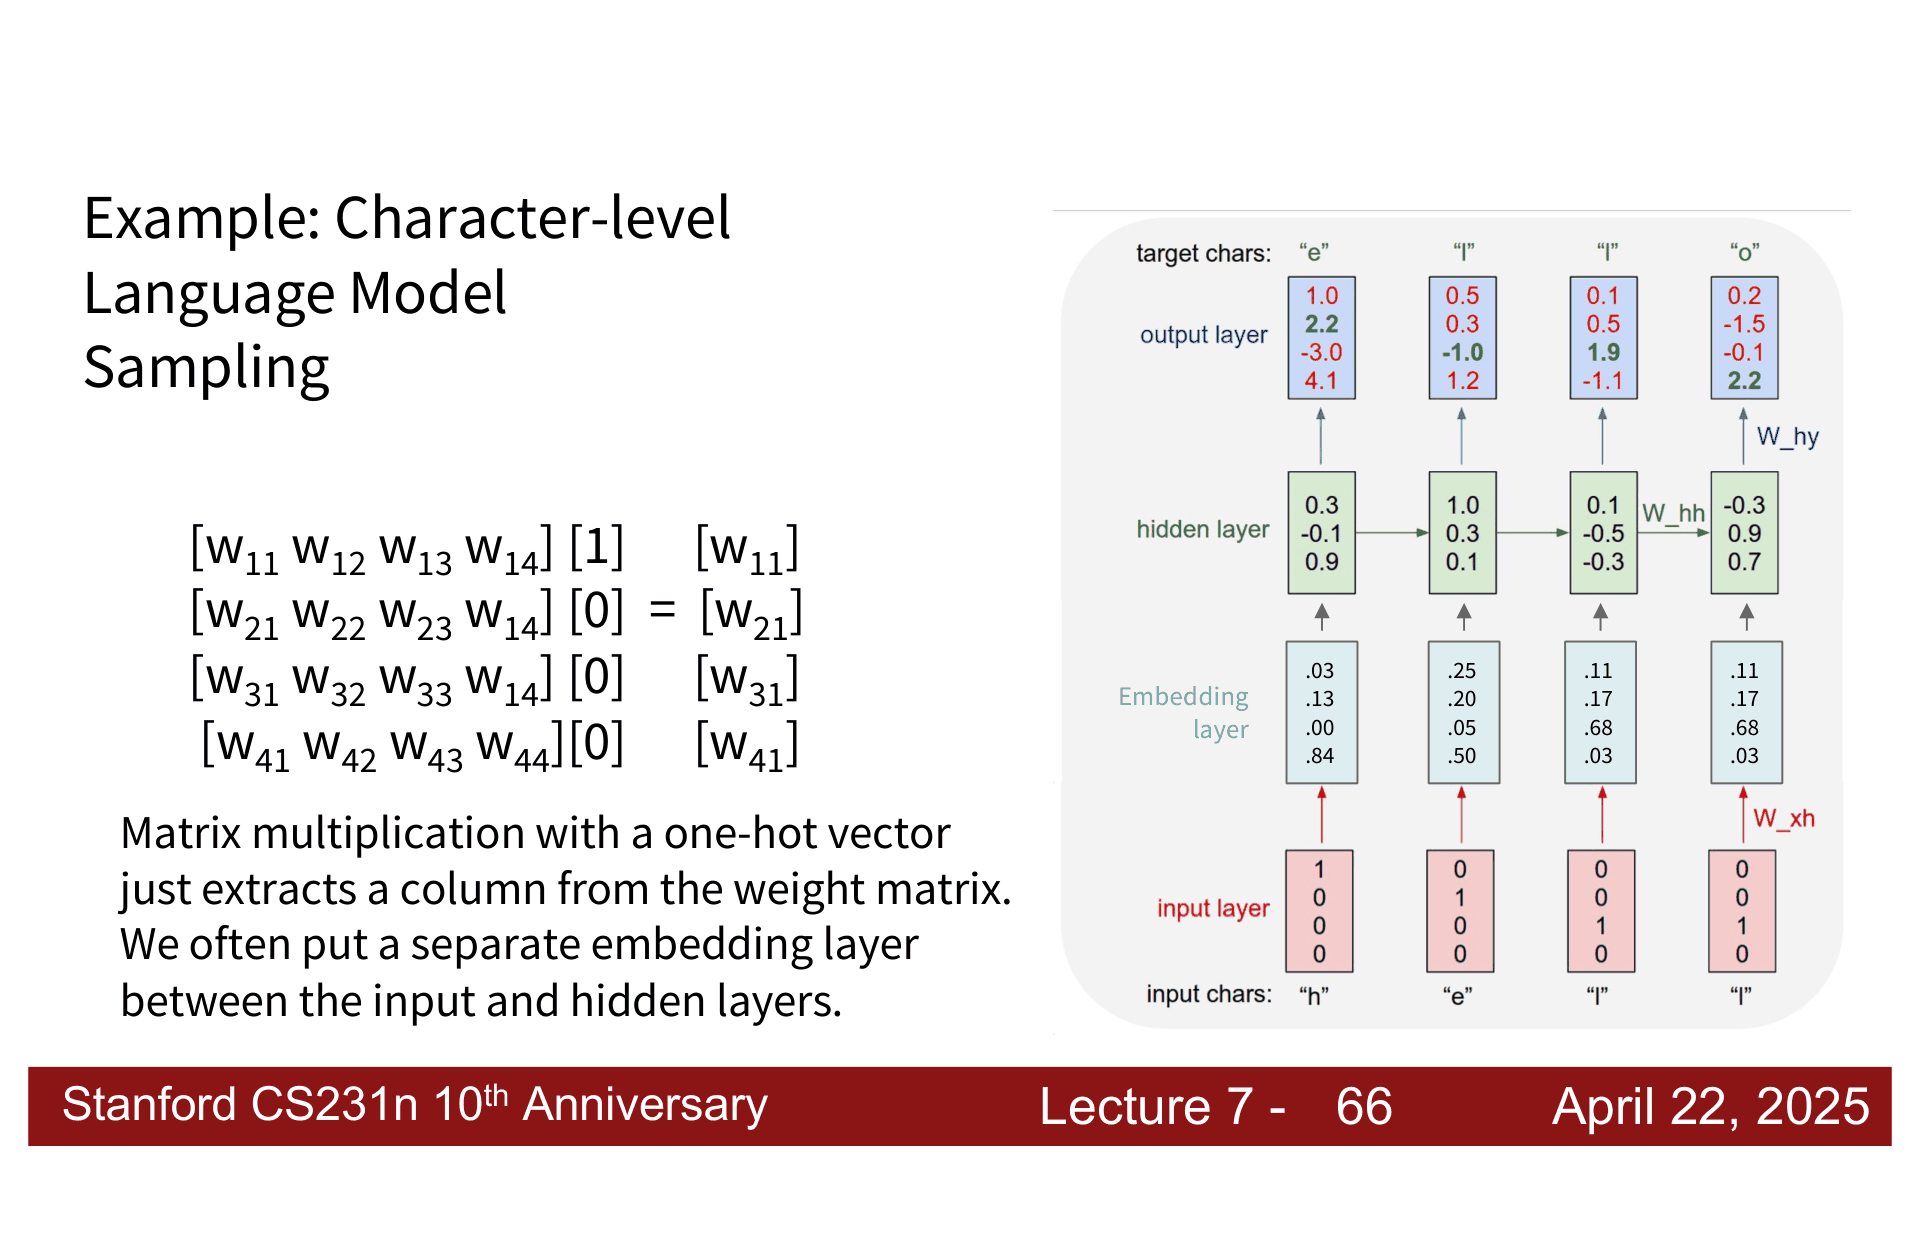 Example: Character-level
Language Model
Sampling
[w11 w12 w13 w14] [1] [w11]
[w21 w22 w23 w14] [0] = [w21]
[w31 w32 w33 w14] [0] [w31]
[w41 w42 w43 w44][0] [w41]
Matrix multiplication with a one-hot vector
just extracts a column from the weight matrix.
We often put a separate embedding layer
between the input and hidden layers.
target chars: “e” “l” “l” “o”
output layer
1.0 0.5 0.1 0.2
2.2 0.3 0.5 -1.5
-3.0 -1.0 1.9 -0.1
4.1 1.2 -1.1 2.2
W_hy
hidden layer
0.3 1.0 0.1 -0.3
-0.1 0.3 -0.5 0.9
0.9 0.1 -0.3 0.7
W_hh
Embedding
layer
.03 .25 .11 .11
.13 .20 .17 .17
.00 .05 .68 .68
.84 .50 .03 .03
W_xh
input layer
1 0 0 0
0 1 0 0
0 0 1 1
0 0 0 0
input chars: “h” “e” “l” “l”
Stanford CS231n 10th Anniversary
Lecture 7 - 66
April 22, 2025